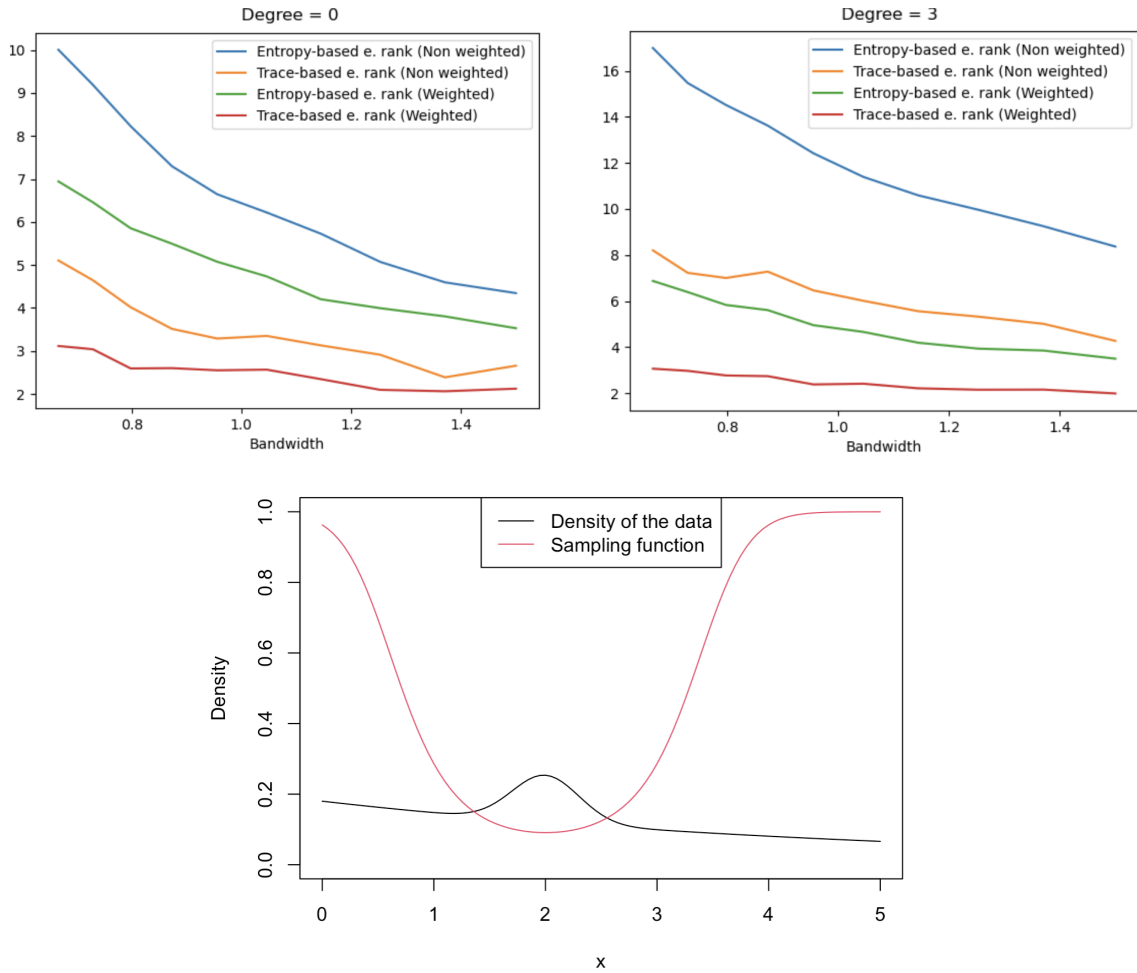 Degree = 0
10
9
8
7
6
5
4
3
2
Entropy-based e. rank (Non weighted)
Trace-based e. rank (Non weighted)
Entropy-based e. rank (Weighted)
Trace-based e. rank (Weighted)
0.8 1.0 1.2 1.4
Bandwidth
Degree = 3
16
14
12
10
8
6
4
2
Entropy-based e. rank (Non weighted)
Trace-based e. rank (Non weighted)
Entropy-based e. rank (Weighted)
Trace-based e. rank (Weighted)
0.8 1.0 1.2 1.4
Bandwidth
Density
1.0
0.8
0.6
0.4
0.2
0.0
Density of the data
Sampling function
0 1 2 3 4 5
x